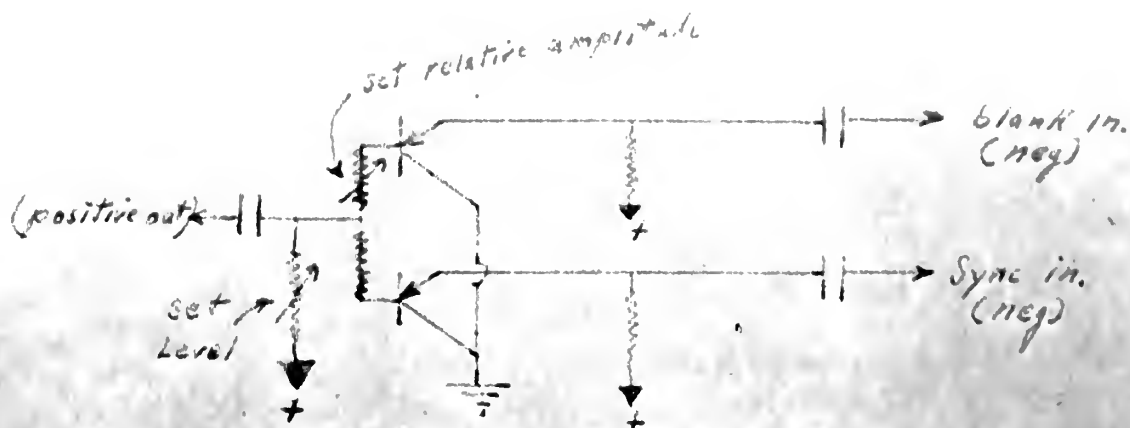 set relative amplitude
blank in.
(neg)
(positive out)
+
Sync in.
(neg)
set
Level
+
+